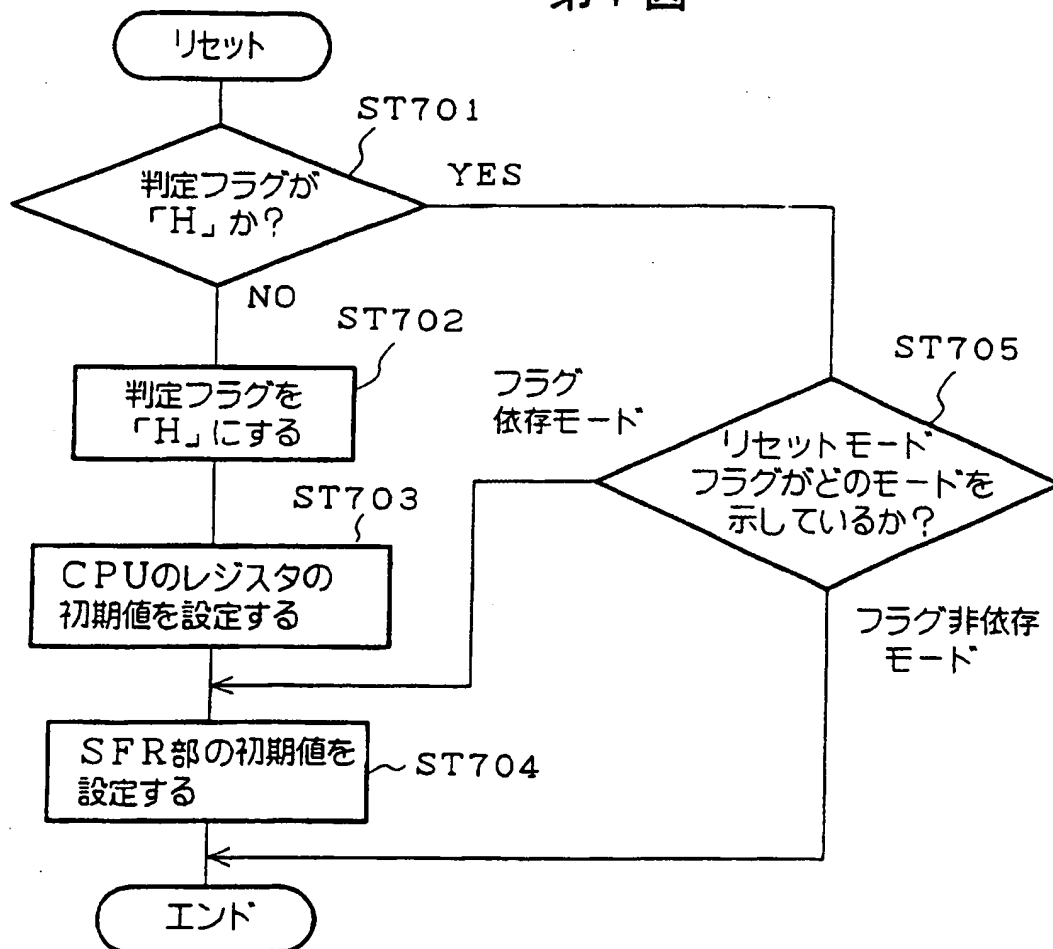 リセット
ST701
判定フラグが
「H」か?
YES
NO
ST702
判定フラグを
「H」にする
ST703
CPUのレジスタの
初期値を設定する
フラグ
依存モード
ST705
リセットモード
フラグがどのモードを
示しているか?
フラグ非依存
モード
SFR部の初期値を
設定する
ST704
エンド